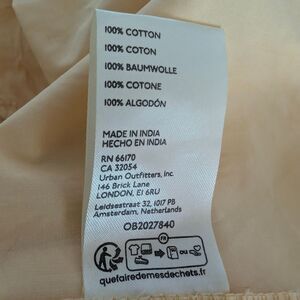 100% COTTON
100% COTON
100% BAUMWOLLE
100% COTONE
100% ALGODÓN
MADE IN INDIA
HECHO EN INDIA
RN 66170
CA 32054
Urban Outfitters, Inc.
146 Brick Lane
LONDON, E1 6RU
Leidsestraat 32, 1017 PB
Amsterdam, Netherlands
OB2027840
FR
ou
quefairedemesdechets.fr